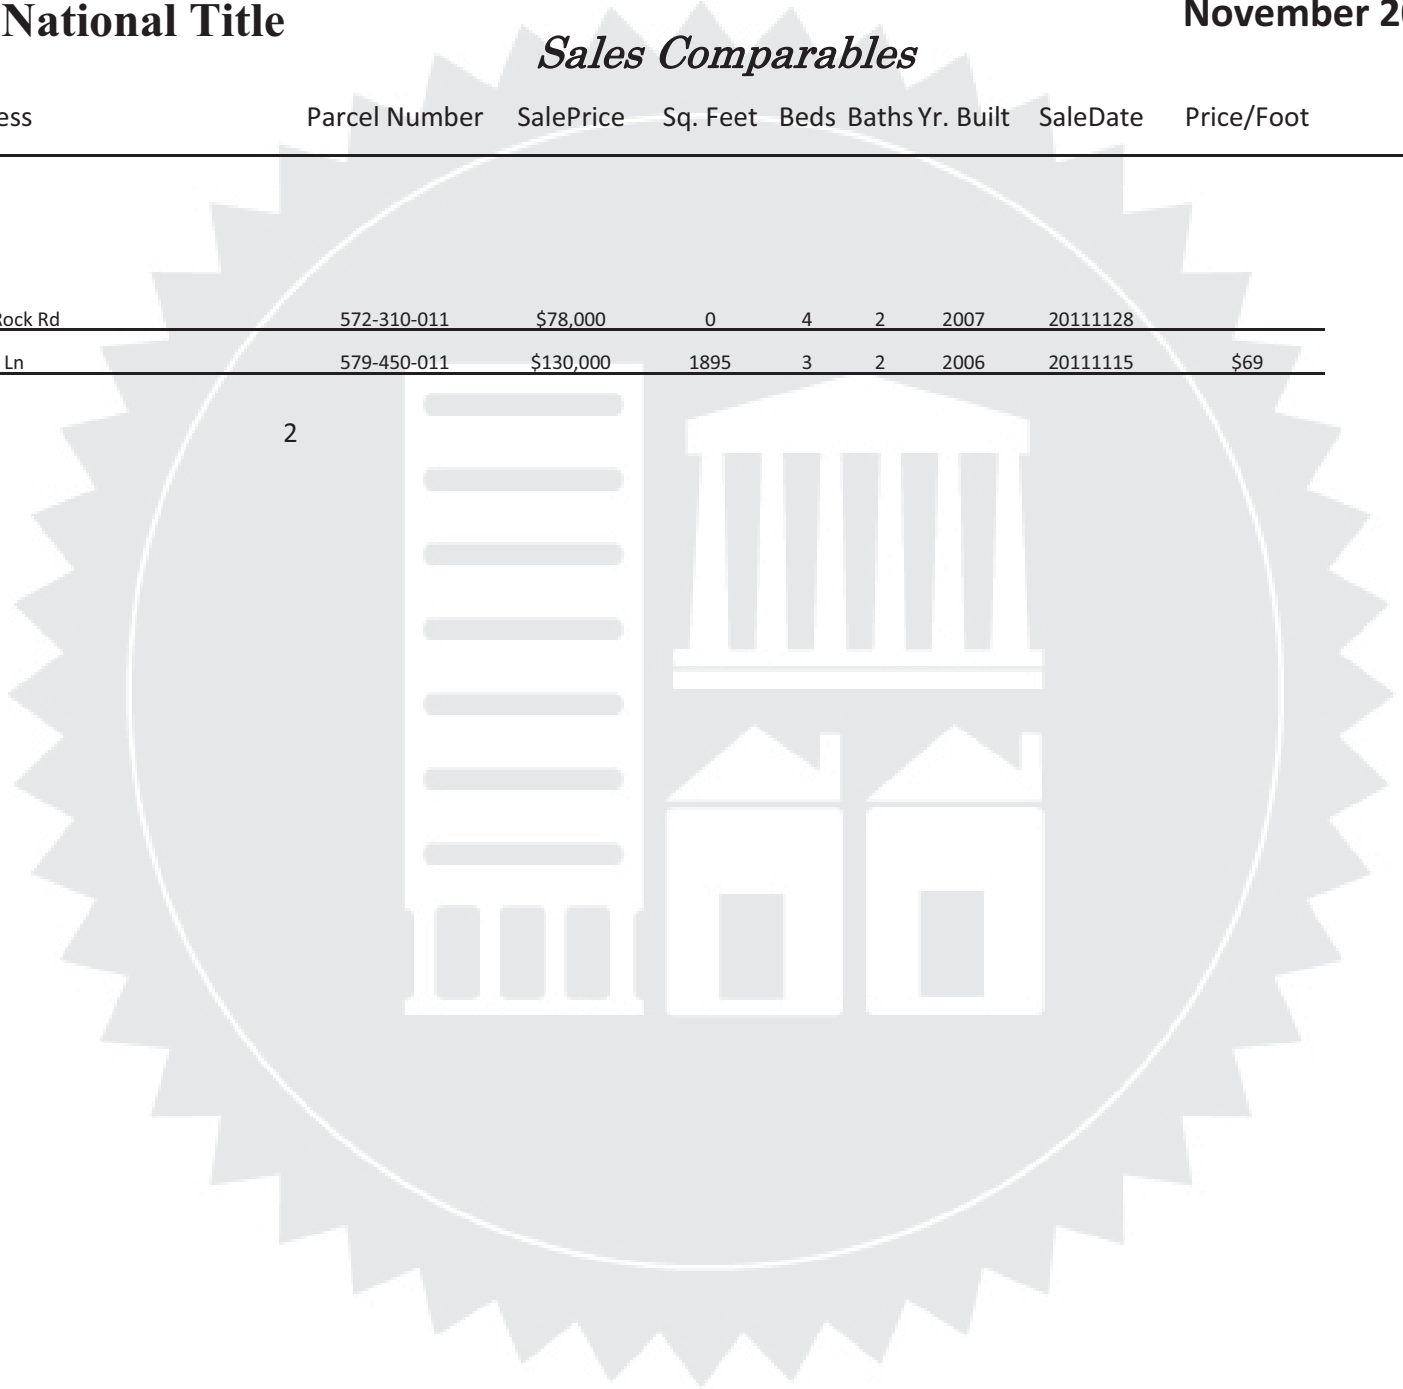 National Title
November 20
Sales Comparables
ess Parcel Number SalePrice Sq. Feet Beds Baths Yr. Built SaleDate Price/Foot
Rock Rd 572-310-011 $78,000 0 4 2 2007 20111128
Ln 579-450-011 $130,000 1895 3 2 2006 20111115 $69
2